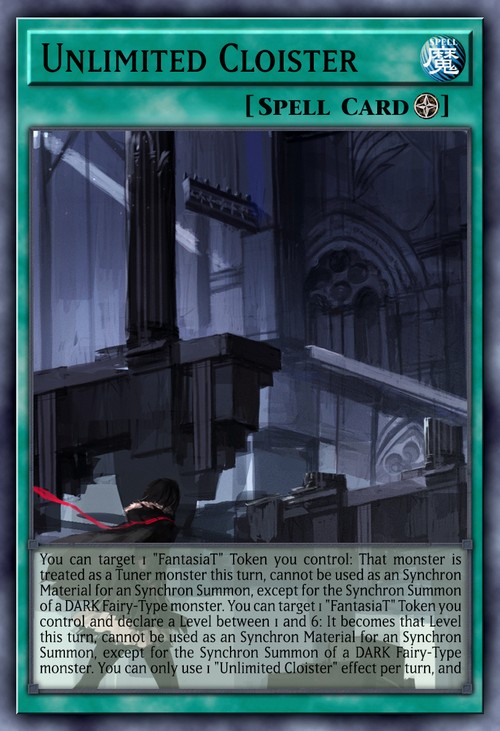 Unlimited Cloister
SPELL
魔
[Spell Card]
You can target 1 "FantasiaT" Token you control: That monster is
treated as a Tuner monster this turn, cannot be used as an Synchron
Material for an Synchron Summon, except for the Synchron Summon
of a DARK Fairy-Type monster. You can target 1 "FantasiaT" Token you
control and declare a Level between 1 and 6: It becomes that Level
this turn, cannot be used as an Synchron Material for an Synchron
Summon, except for the Synchron Summon of a DARK Fairy-Type
monster. You can only use 1 "Unlimited Cloister" effect per turn, and